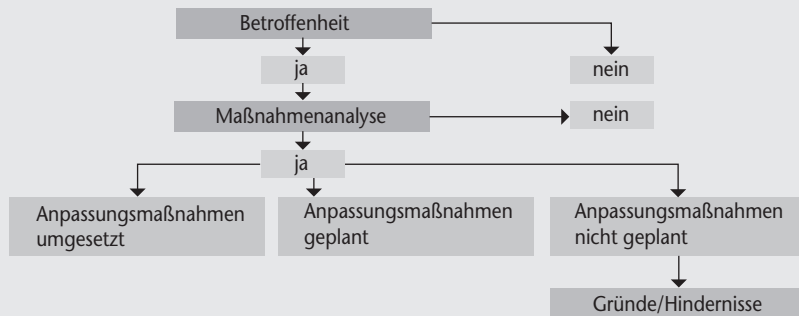 Betroffenheit
ja
nein
Maßnahmenanalyse
nein
ja
Anpassungsmaßnahmen
umgesetzt
Anpassungsmaßnahmen
geplant
Anpassungsmaßnahmen
nicht geplant
Gründe/Hindernisse